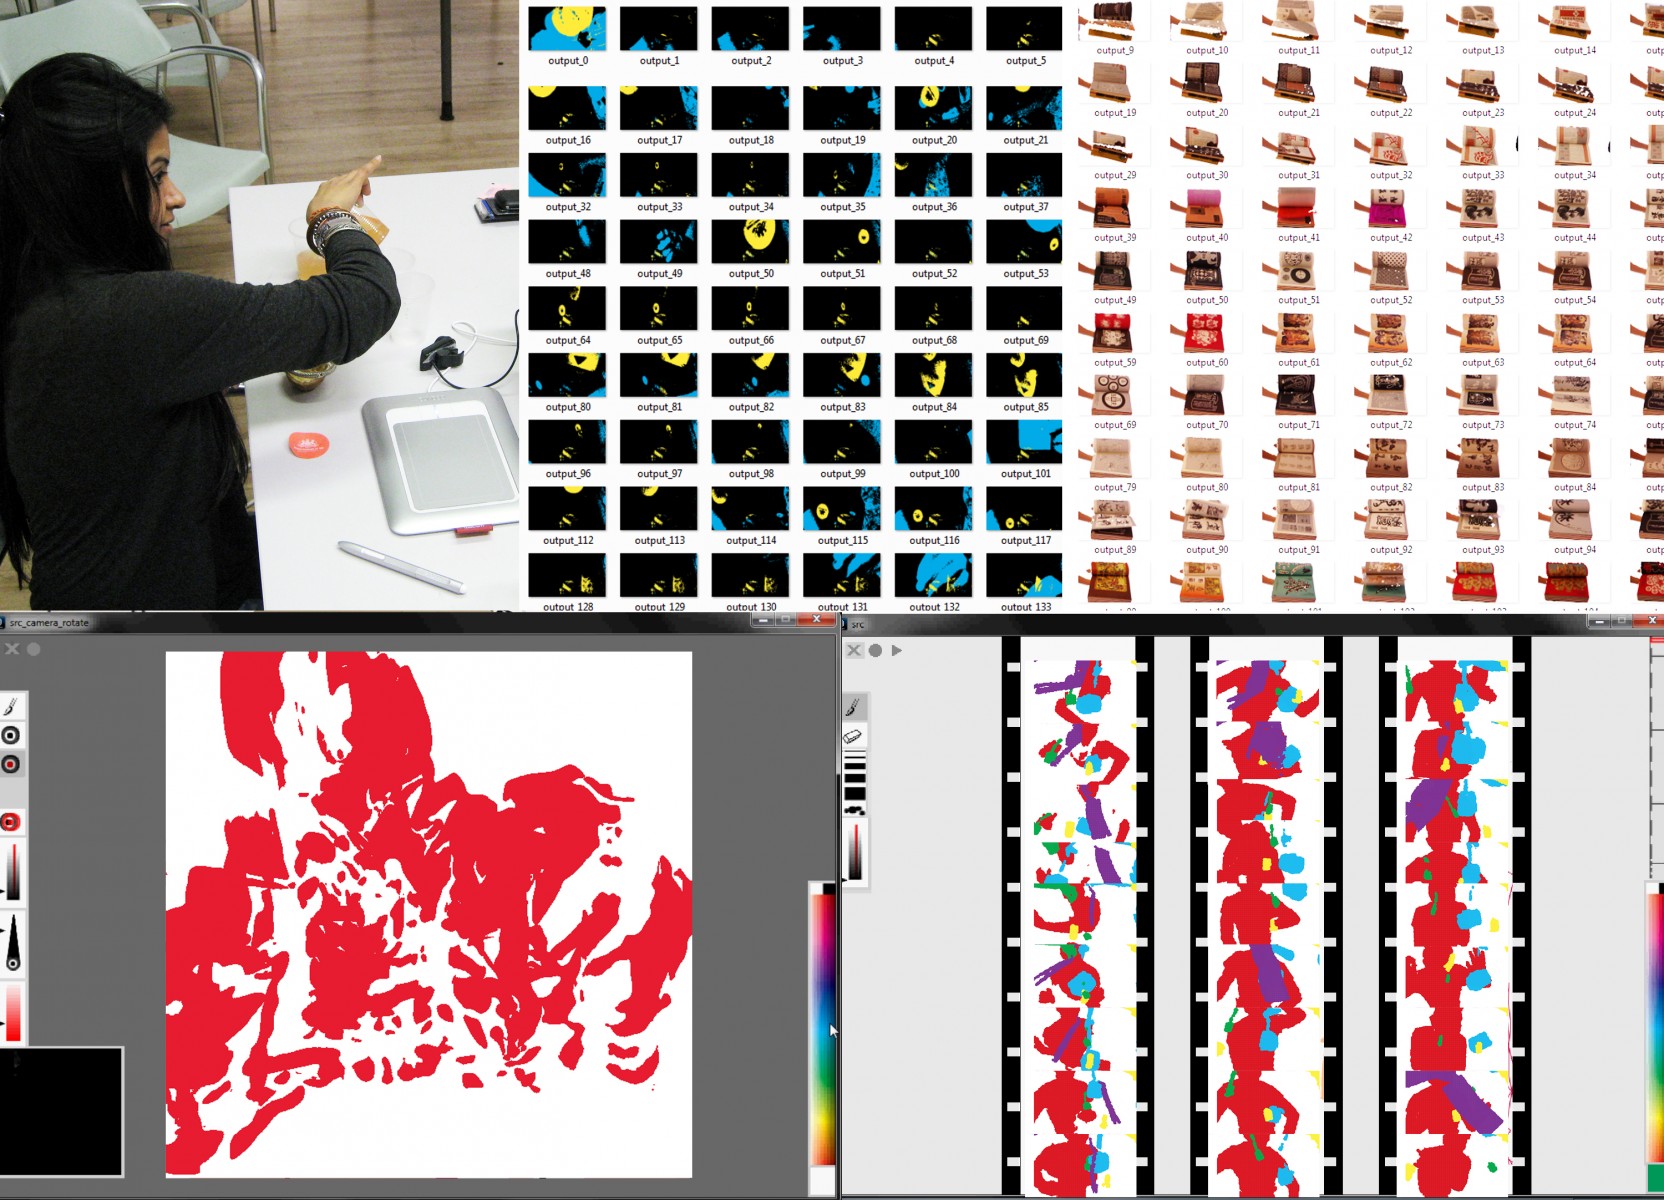 output_0 output_1 output_2 output_3 output_4 output_5
output_16 output_17 output_18 output_19 output_20 output_21
output_32 output_33 output_34 output_35 output_36 output_37
output_48 output_49 output_50 output_51 output_52 output_53
output_64 output_65 output_66 output_67 output_68 output_69
output_80 output_81 output_82 output_83 output_84 output_85
output_96 output_97 output_98 output_99 output_100 output_101
output_112 output_113 output_114 output_115 output_116 output_117
output_128 output_129 output_130 output_131 output_132 output_133
output_9 output_10 output_11 output_12 output_13 output_14
output_19 output_20 output_21 output_22 output_23 output_24
output_29 output_30 output_31 output_32 output_33 output_34
output_39 output_40 output_41 output_42 output_43 output_44
output_49 output_50 output_51 output_52 output_53 output_54
output_59 output_60 output_61 output_62 output_63 output_64
output_69 output_70 output_71 output_72 output_73 output_74
output_79 output_80 output_81 output_82 output_83 output_84
output_89 output_90 output_91 output_92 output_93 output_94
src_camera_rotate
src